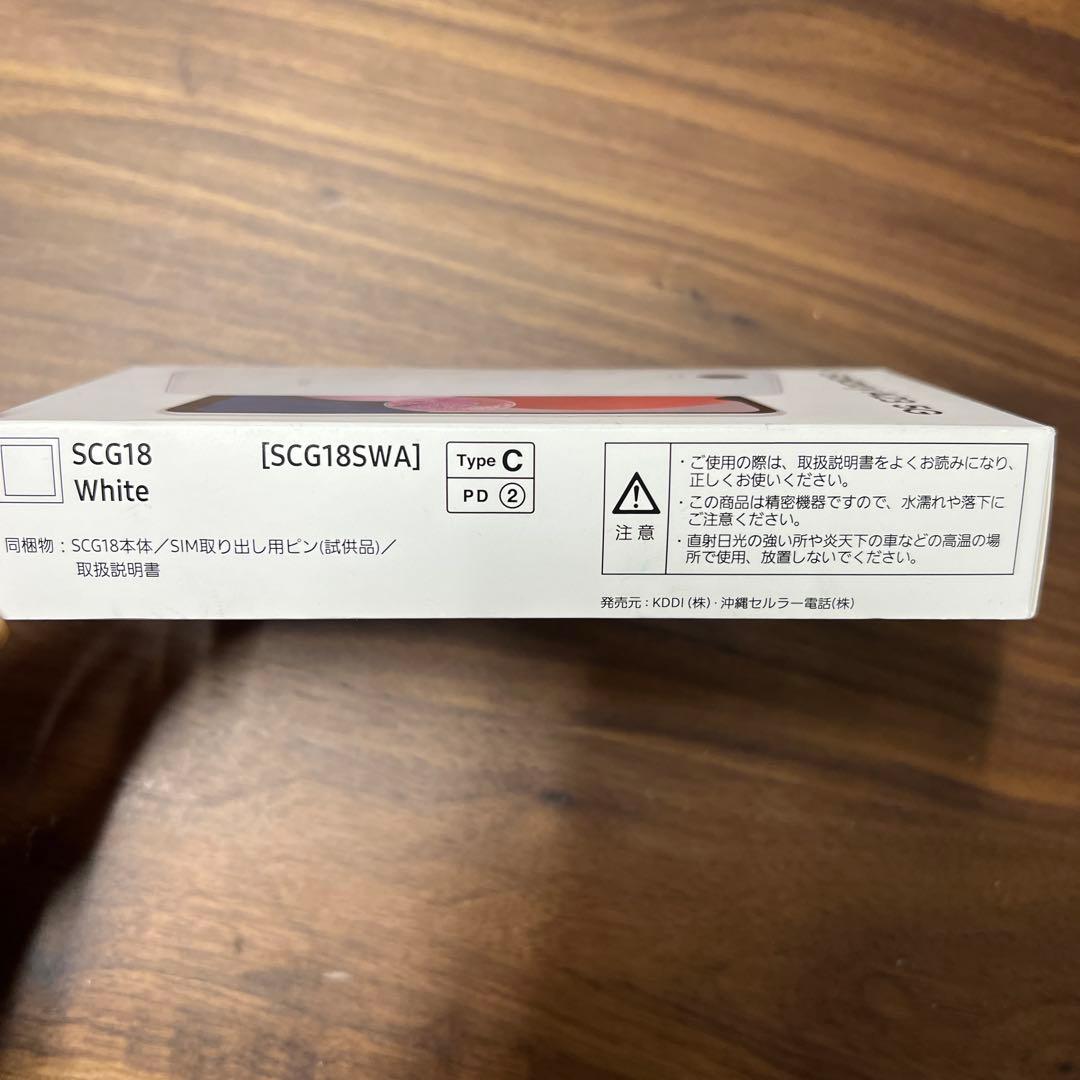 Galaxy A23 5G
SCG18
[SCG18SWA]
White
Type C
PD ②
同梱物：SCG18本体／SIM取り出し用ピン(試供品)／
取扱説明書
注意
・ご使用の際は、取扱説明書をよくお読みになり、
正しくお使いください。
・この商品は精密機器ですので、水濡れや落下に
ご注意ください。
・直射日光の強い所や炎天下の車などの高温の場
所で使用、放置しないでください。
発売元：KDDI(株)·沖縄セルラー電話(株)